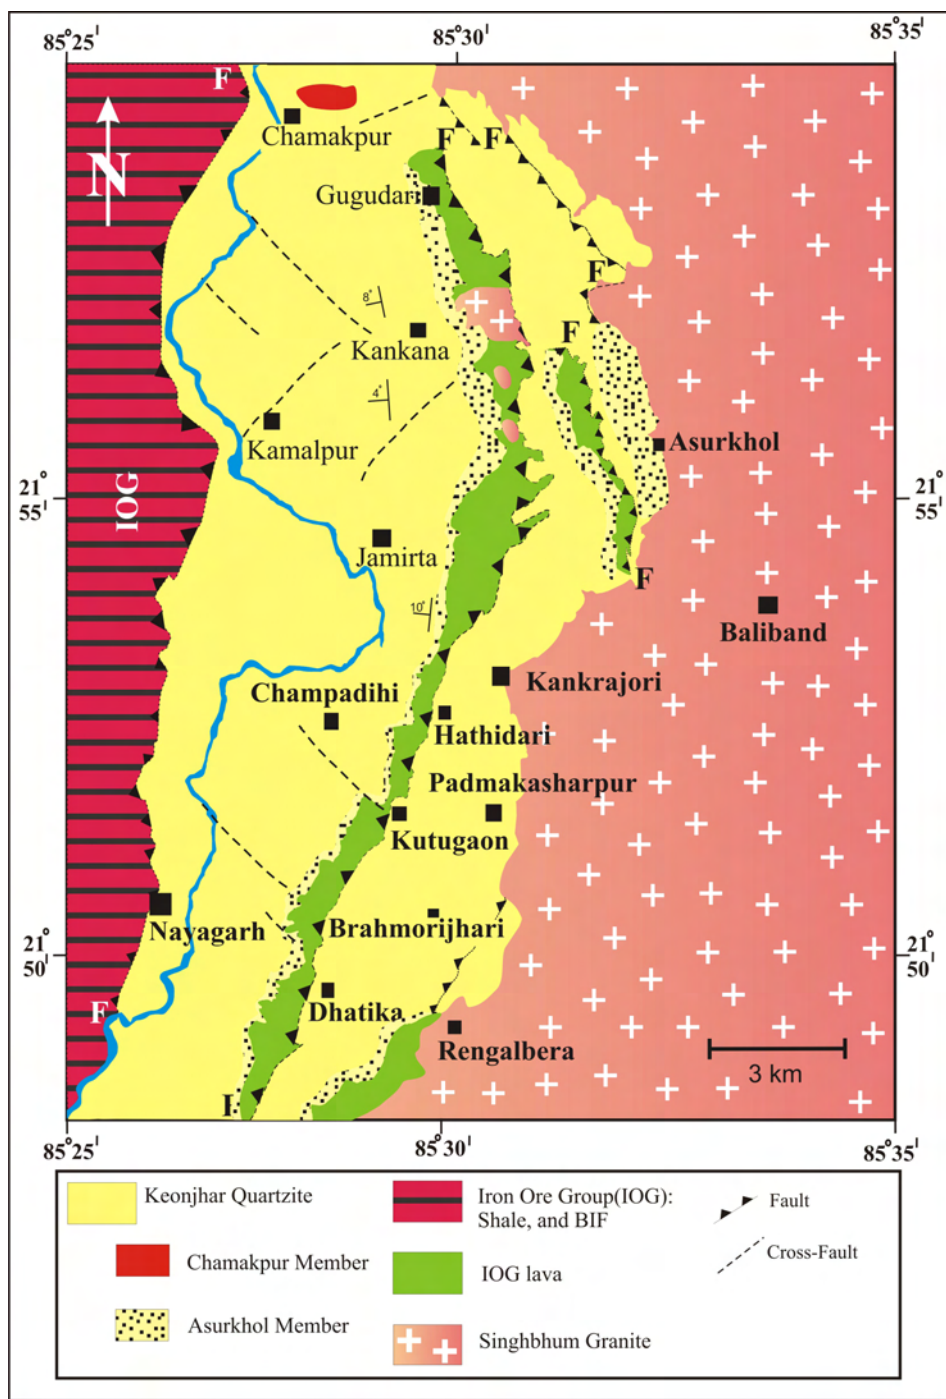 85°25' 85°30' 85°35'
F
N
Chamakpur
F F
Gugudari
F
8°
F
Kankana
4°
Kamalpur
Asurkhol
21°
55'
IOG
21°
55'
Jamirta
F
10°
Baliband
Kankrajori
Champadihi
Hathidari
Padmakasharpur
Kutugaon
Nayagarh
Brahmorijhari
21°
50'
21°
50'
Dhatika
F
Rengalbera
3 km
I
85°25' 85°30' 85°35'
Keonjhar Quartzite
Iron Ore Group(IOG):
Shale, and BIF
Fault
Chamakpur Member
IOG lava
Cross-Fault
Asurkhol Member
Singhbhum Granite